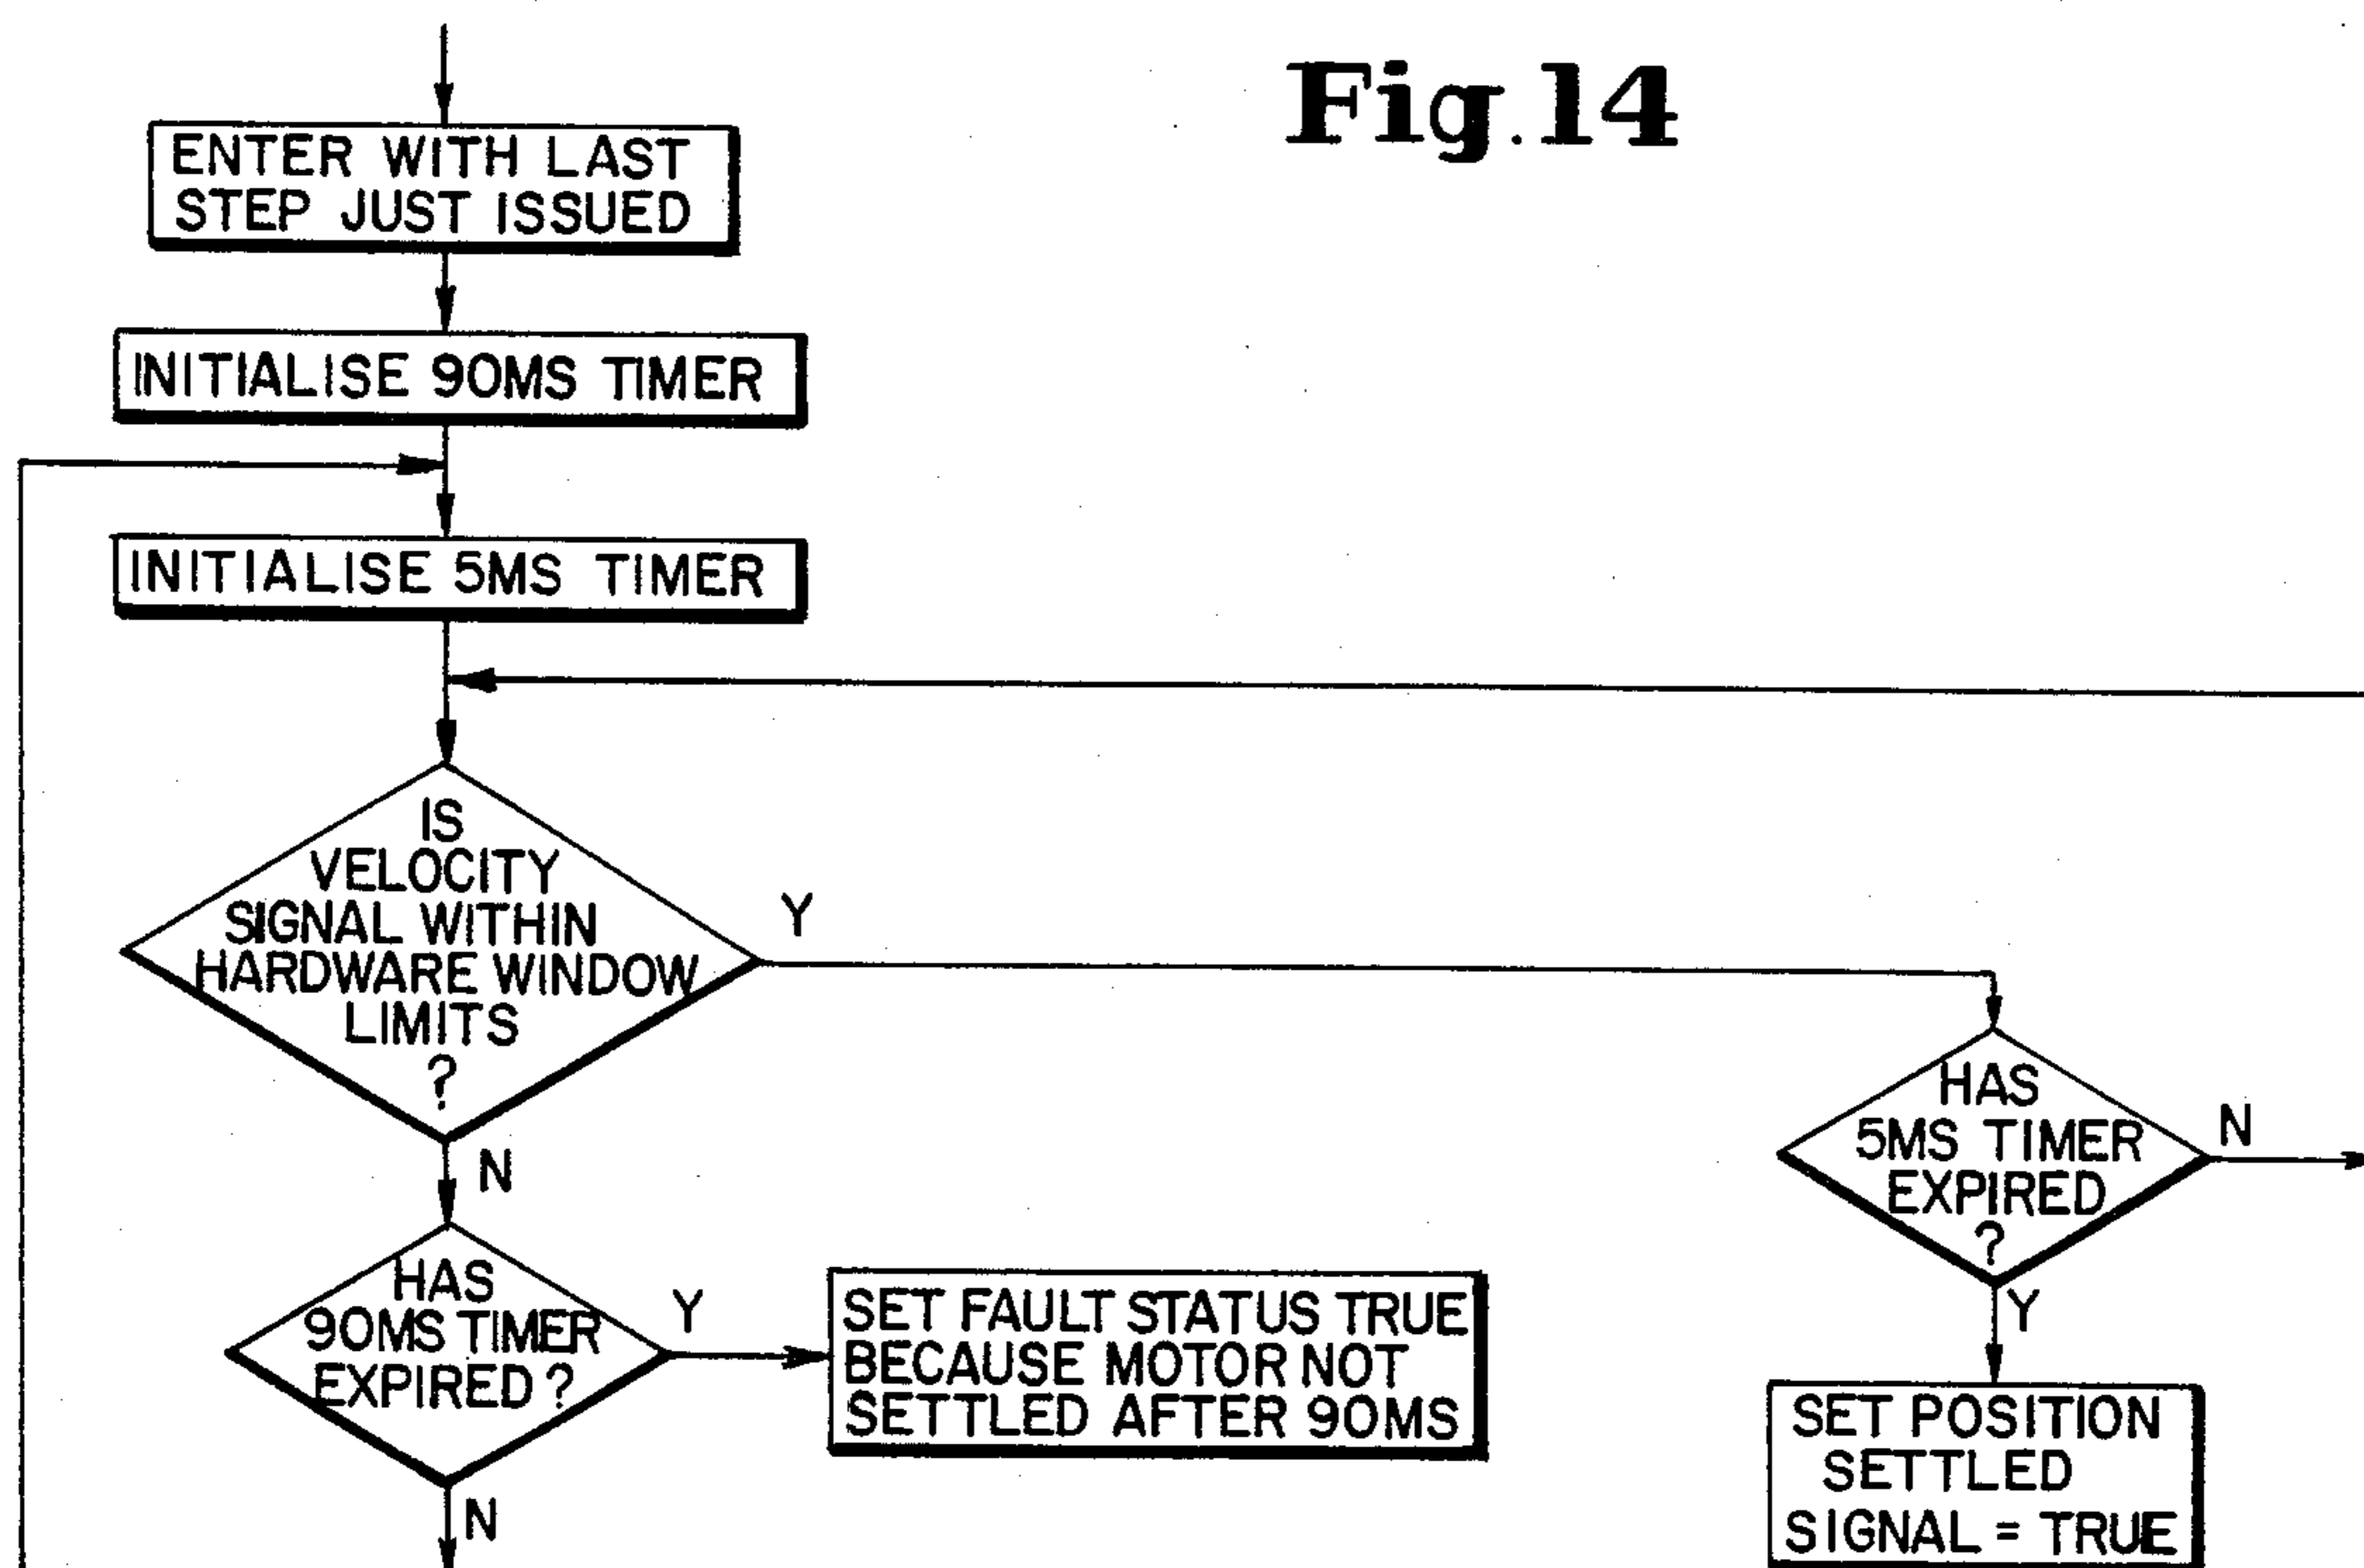 Fig.14
ENTER WITH LAST
STEP JUST ISSUED
INITIALISE 90MS TIMER
INITIALISE 5MS TIMER
IS
VELOCITY
SIGNAL WITHIN
HARDWARE WINDOW
LIMITS
?
Y
N
HAS
5MS TIMER
EXPIRED
?
N
Y
HAS
90MS TIMER
EXPIRED ?
Y
N
SET FAULT STATUS TRUE
BECAUSE MOTOR NOT
SETTLED AFTER 90MS
SET POSITION
SETTLED
SIGNAL = TRUE